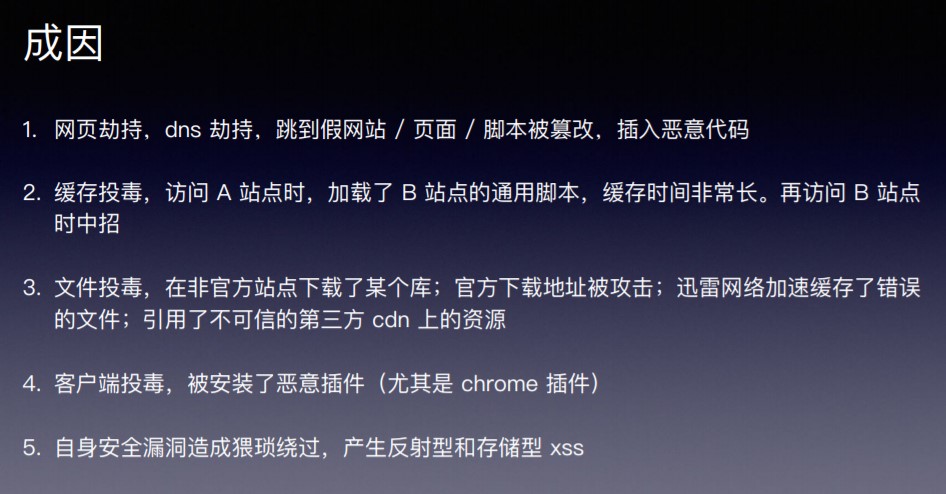 成因
1. 网页劫持，dns 劫持，跳到假网站 / 页面 / 脚本被篡改，插入恶意代码
2. 缓存投毒，访问 A 站点时，加载了 B 站点的通用脚本，缓存时间非常长。再访问 B 站点
时中招
3. 文件投毒，在非官方站点下载了某个库；官方下载地址被攻击；迅雷网络加速缓存了错误
的文件；引用了不可信的第三方 cdn 上的资源
4. 客户端投毒，被安装了恶意插件（尤其是 chrome 插件）
5. 自身安全漏洞造成猥琐绕过，产生反射型和存储型 xss